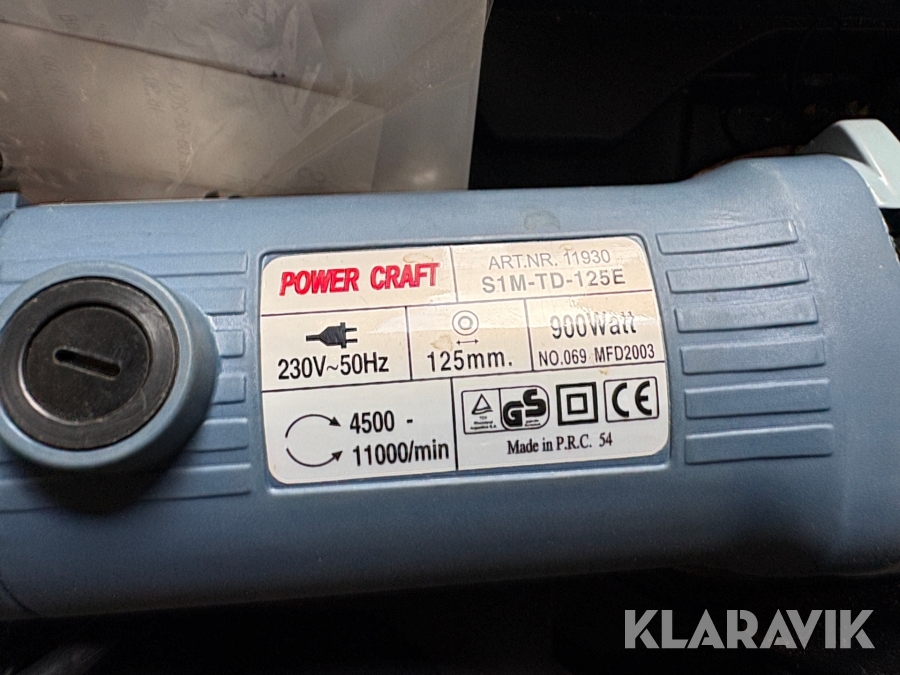 POWER CRAFT
ART.NR. 11930
S1M-TD-125E
230V~50Hz
125mm.
900Watt
NO.069 MFD2003
4500 -
11000/min
GS
CE
Made in P.R.C. 54
KLARAVIK